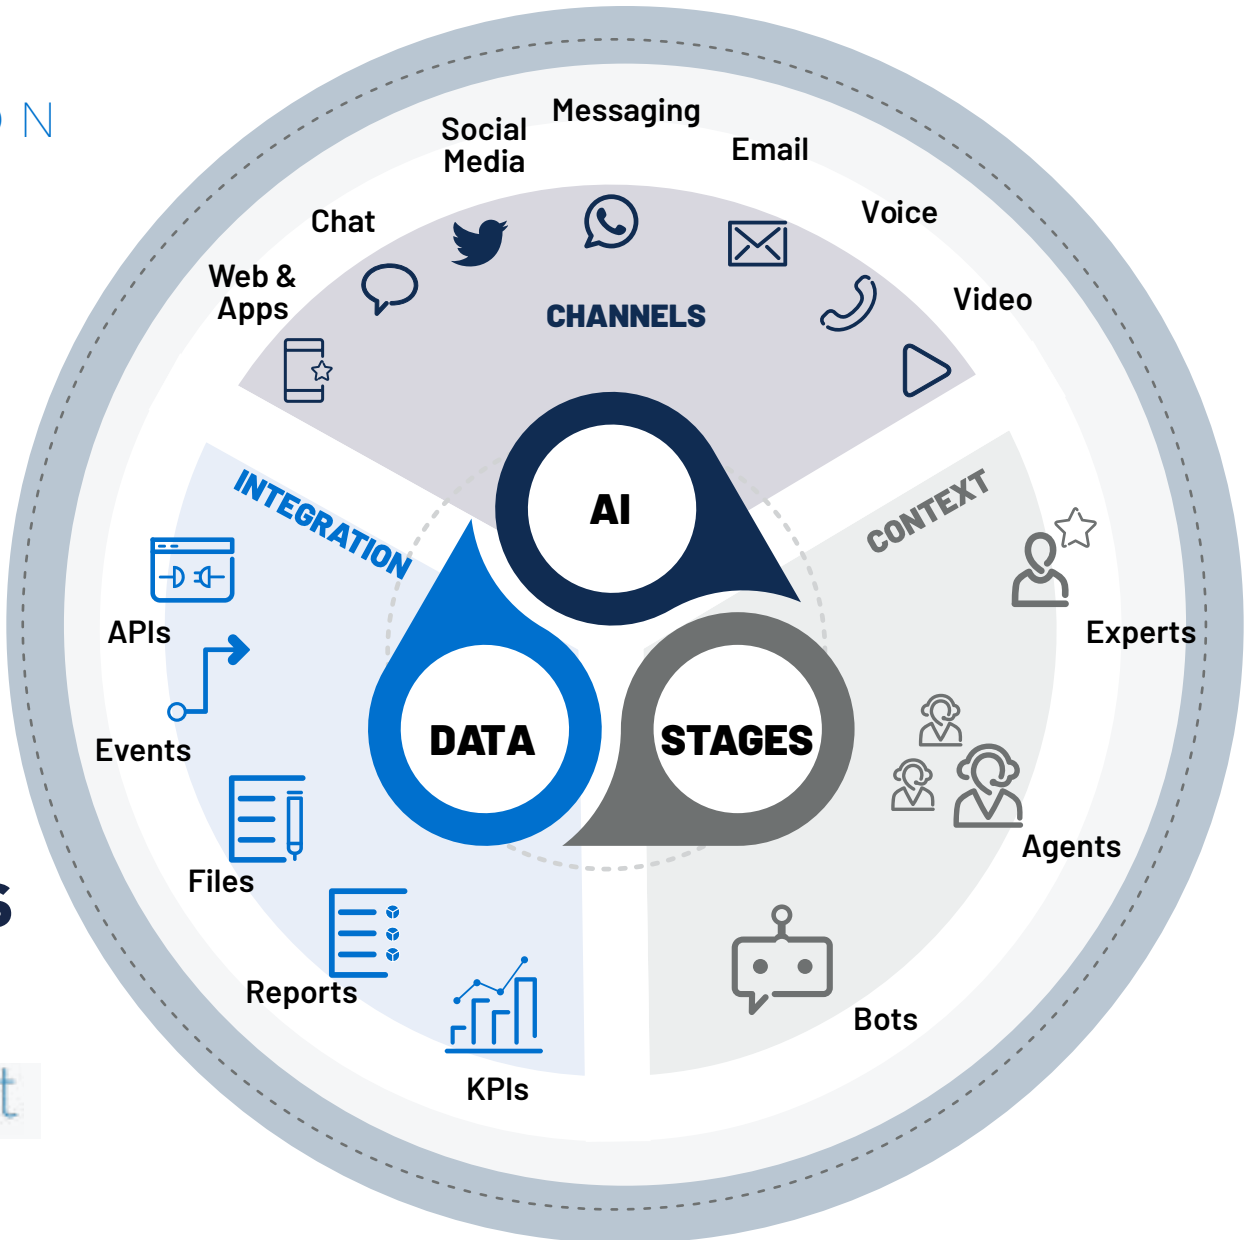 Messaging
Social
Media
Email
Chat
Voice
Web &
Apps
Video
CHANNELS
INTEGRATION
CONTEXT
AI
APIs
Experts
Events
DATA
STAGES
Files
Agents
Reports
Bots
KPIs